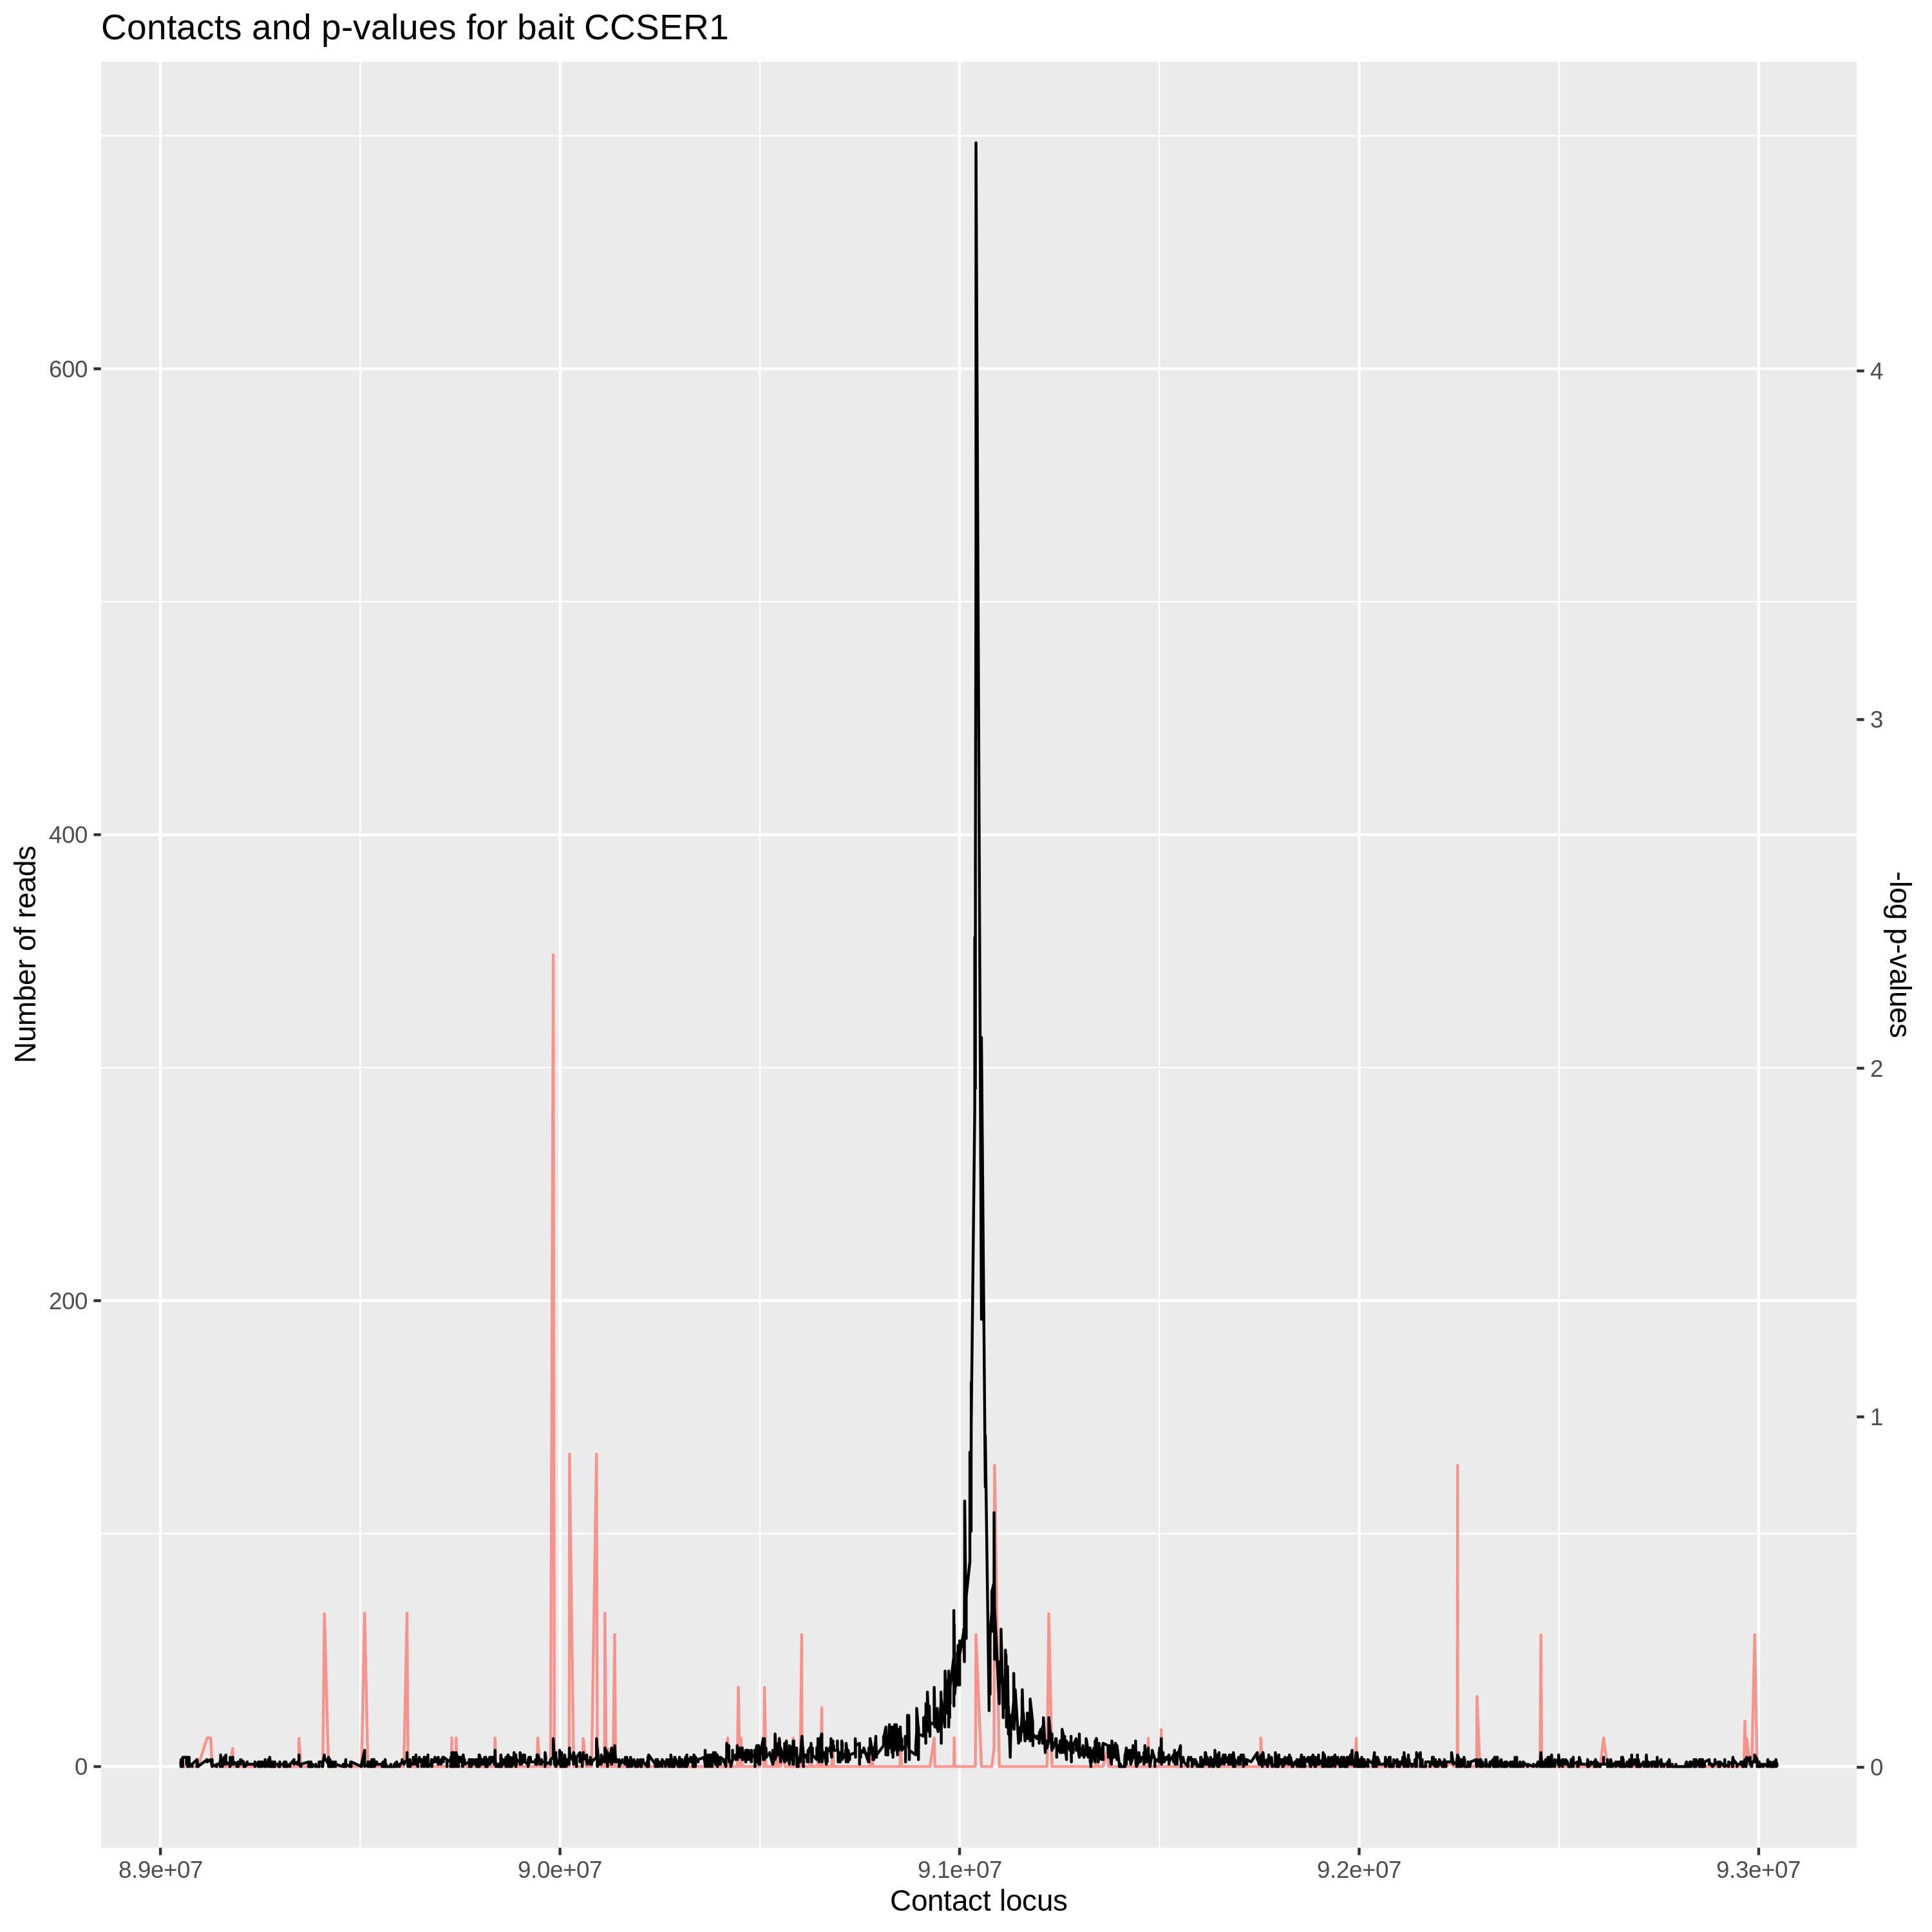 Contacts and p-values for bait CCSER1
600
400
200
0
Number of reads
4
3
2
1
0
-log p-values
8.9e+07
9.0e+07
9.1e+07
9.2e+07
9.3e+07
Contact locus